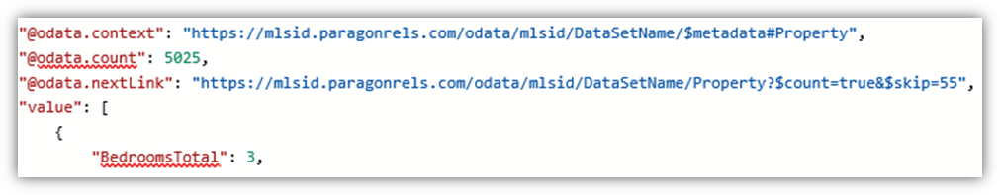 "@odata.context": "https://mlsid.paragonrels.com/odata/mlsid/DataSetName/$metadata#Property",
"@odata.count": 5025,
"@odata.nextLink": "https://mlsid.paragonrels.com/odata/mlsid/DataSetName/Property?$count=true&$skip=55",
"value": [
{
"BedroomsTotal": 3,